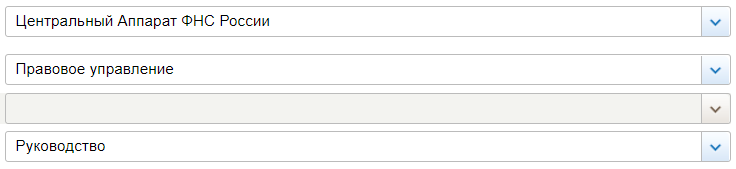 Центральный Аппарат ФНС России
Правовое управление
Руководство